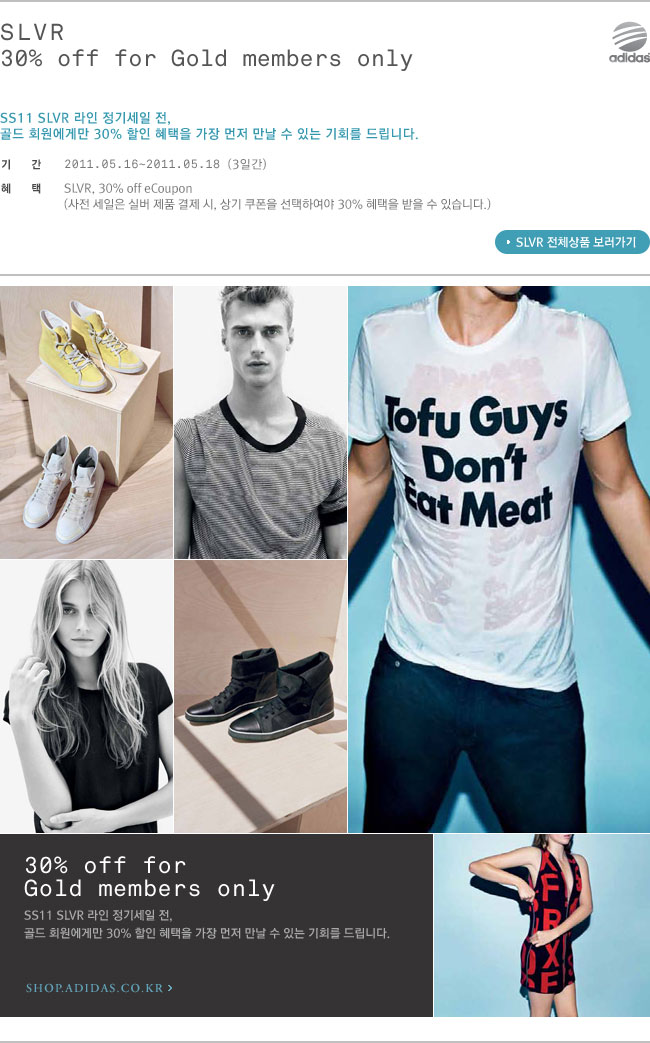 SLVR
30% off for Gold members only
adidas
SS11 SLVR 라인 정기세일 전,
골드 회원에게만 30% 할인 혜택을 가장 먼저 만날 수 있는 기회를 드립니다.
기 간 2011.05.16~2011.05.18 (3일간)
혜 택 SLVR, 30% off eCoupon
(사전 세일은 실버 제품 결제 시, 상기 쿠폰을 선택하여야 30% 혜택을 받을 수 있습니다.)
SLVR 전체상품 보러가기
Tofu Guys
Don't
Eat Meat
30% off for
Gold members only
SS11 SLVR 라인 정기세일 전,
골드 회원에게만 30% 할인 혜택을 가장 먼저 만날 수 있는 기회를 드립니다.
SHOP.ADIDAS.CO.KR >